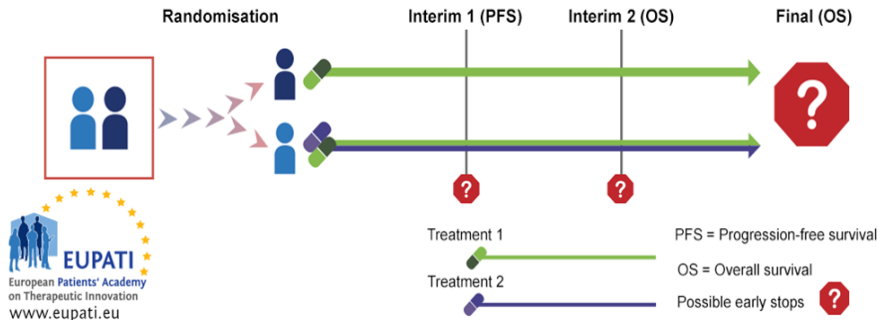 Randomisation
Interim 1 (PFS)
Interim 2 (OS)
Final (OS)
?
?
?
EUPATI
European Patients' Academy
on Therapeutic Innovation
www.eupati.eu
Treatment 1
Treatment 2
PFS = Progression-free survival
OS = Overall survival
Possible early stops ?